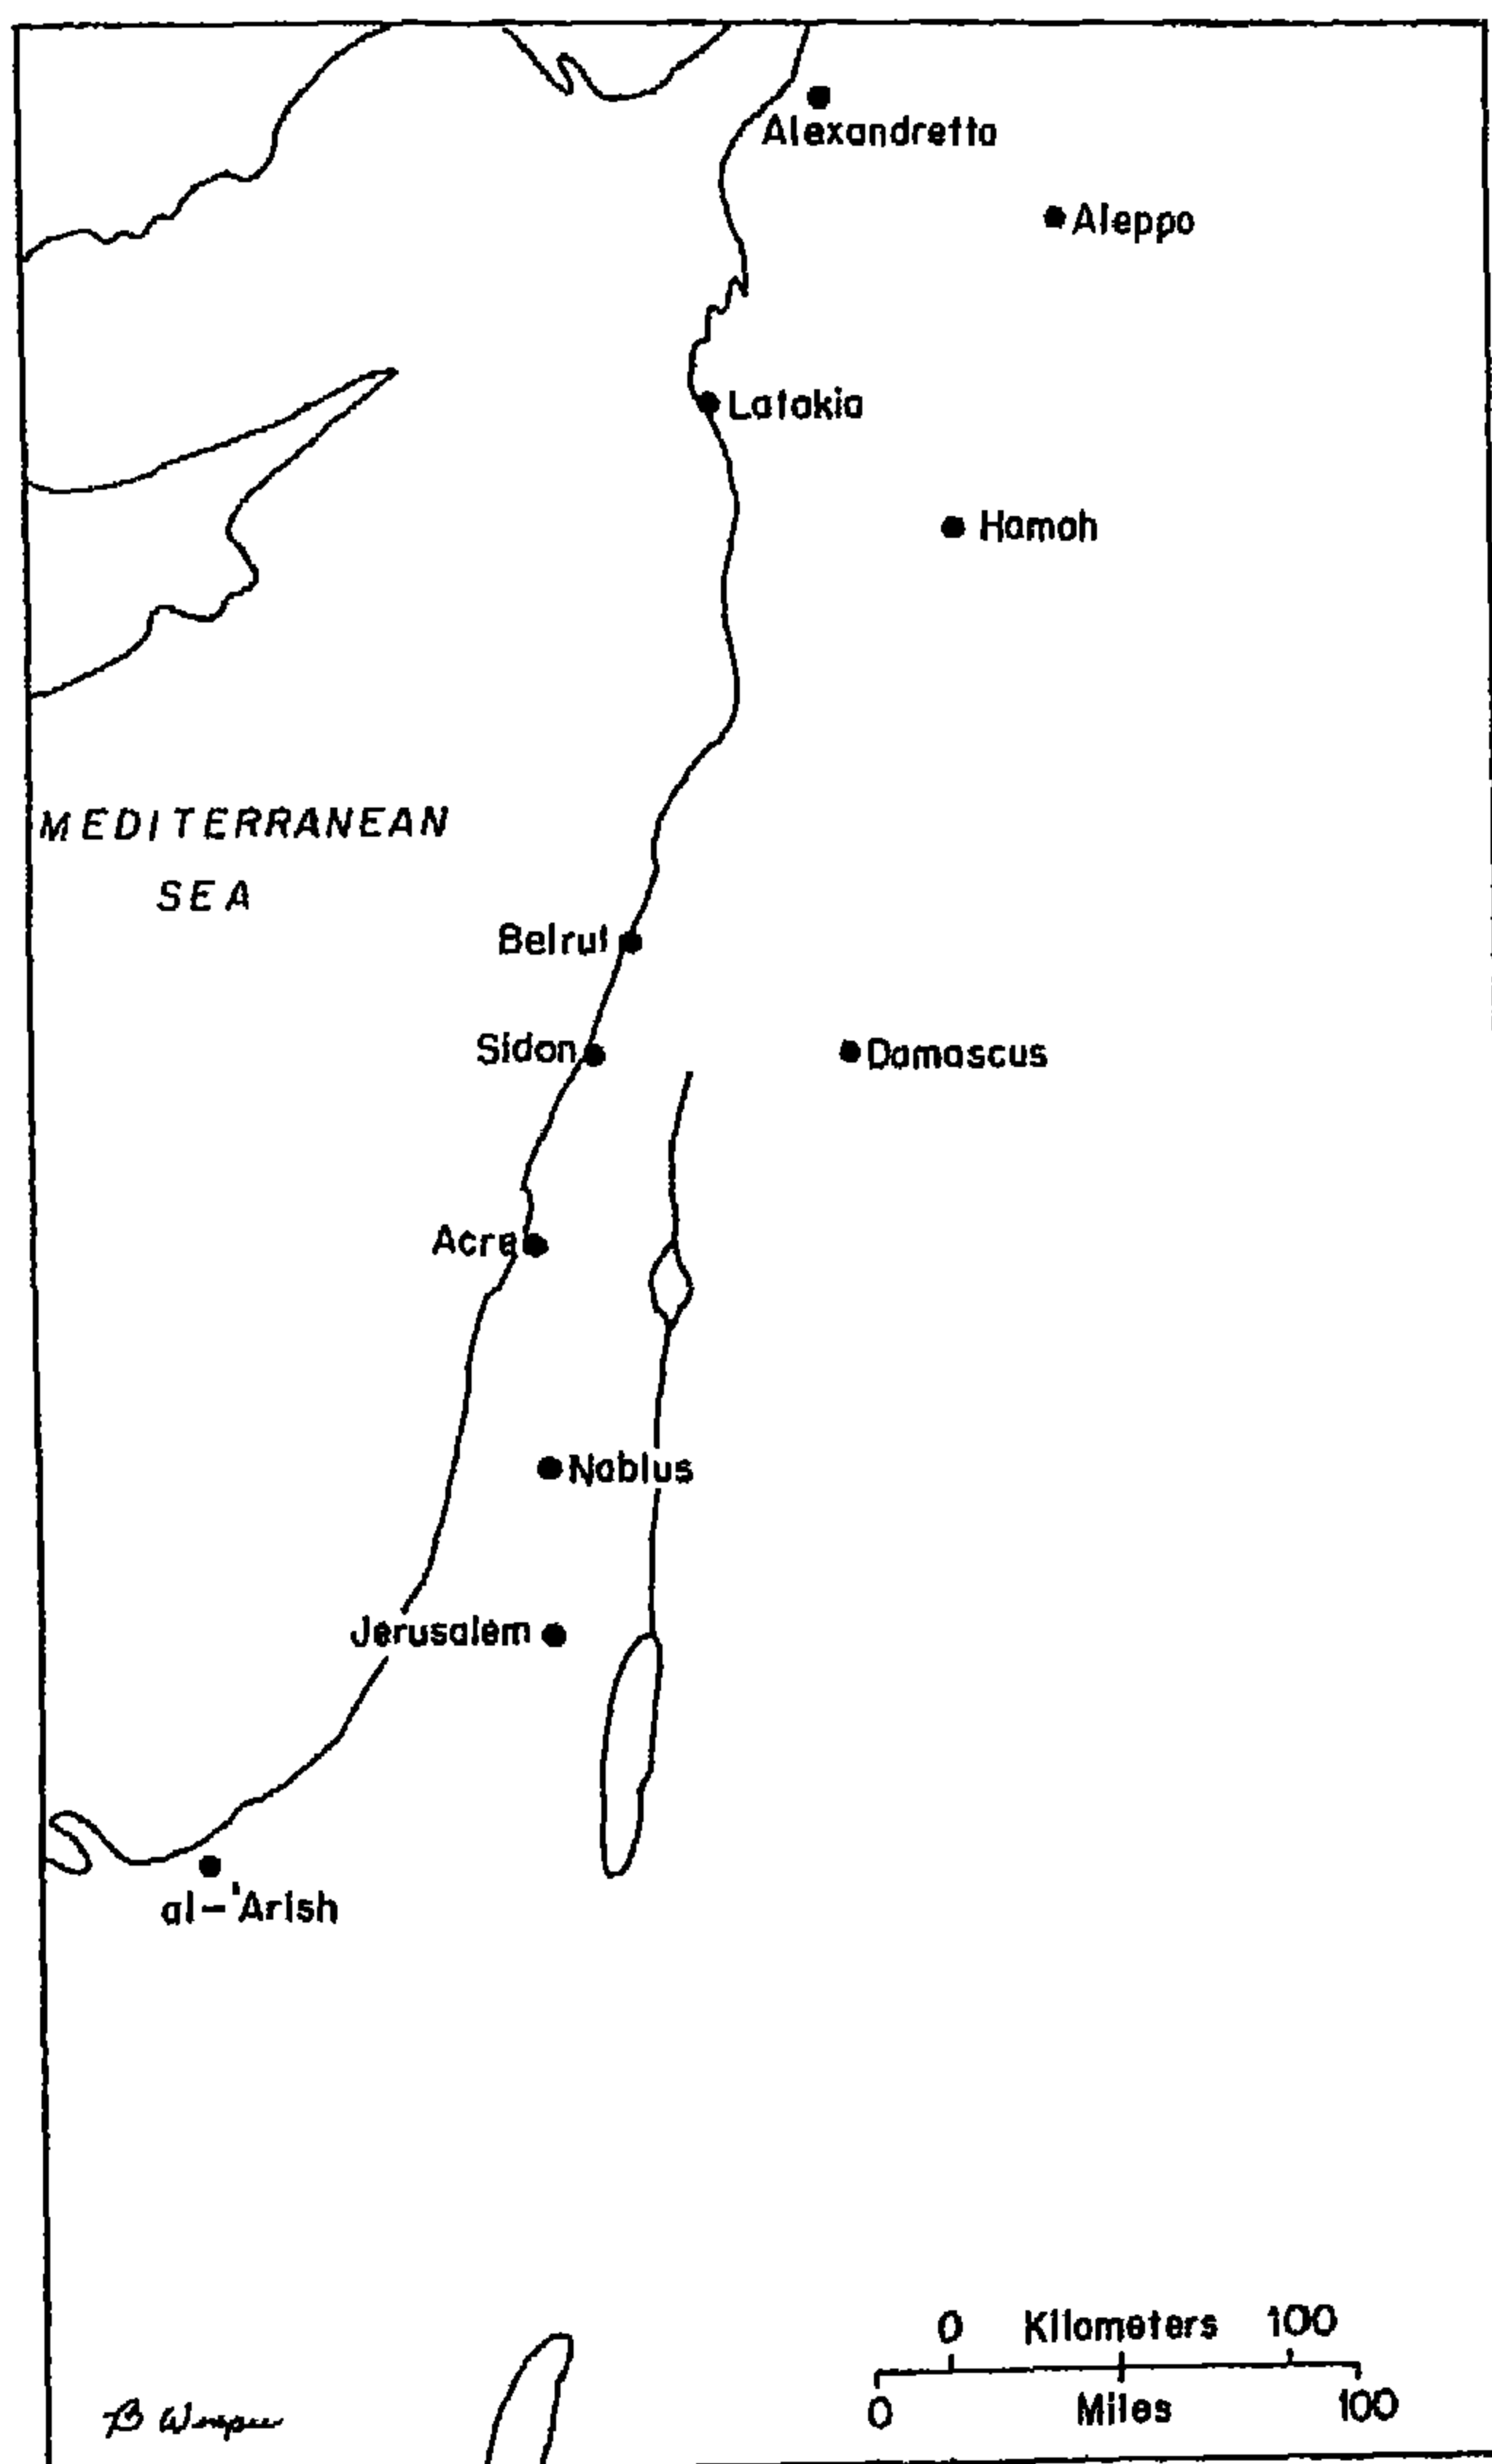 Alexandretta
Aleppo
Latakia
Hamah
MEDITERRANEAN
SEA
Beirut
Sidon
Damascus
Acre
Nablus
Jerusalem
al-'Arish
0 Kilometers 100
0 Miles 100